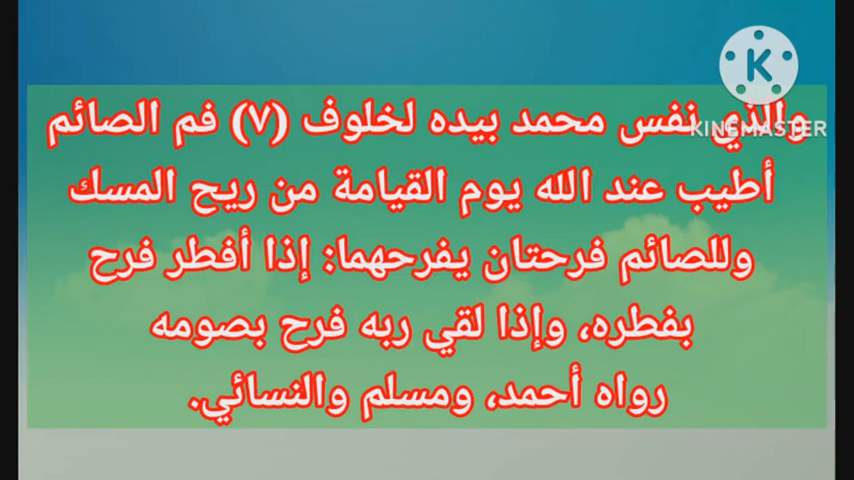 والذي نفس محمد بيده لخلوف (٧) فم الصائم
أطيب عند الله يوم القيامة من ريح المسك
وللصائم فرحتان يفرحهما: إذا أفطر فرح
بفطره، وإذا لقي ربه فرح بصومه
رواه أحمد، ومسلم والنسائي.
K
KINEMASTER